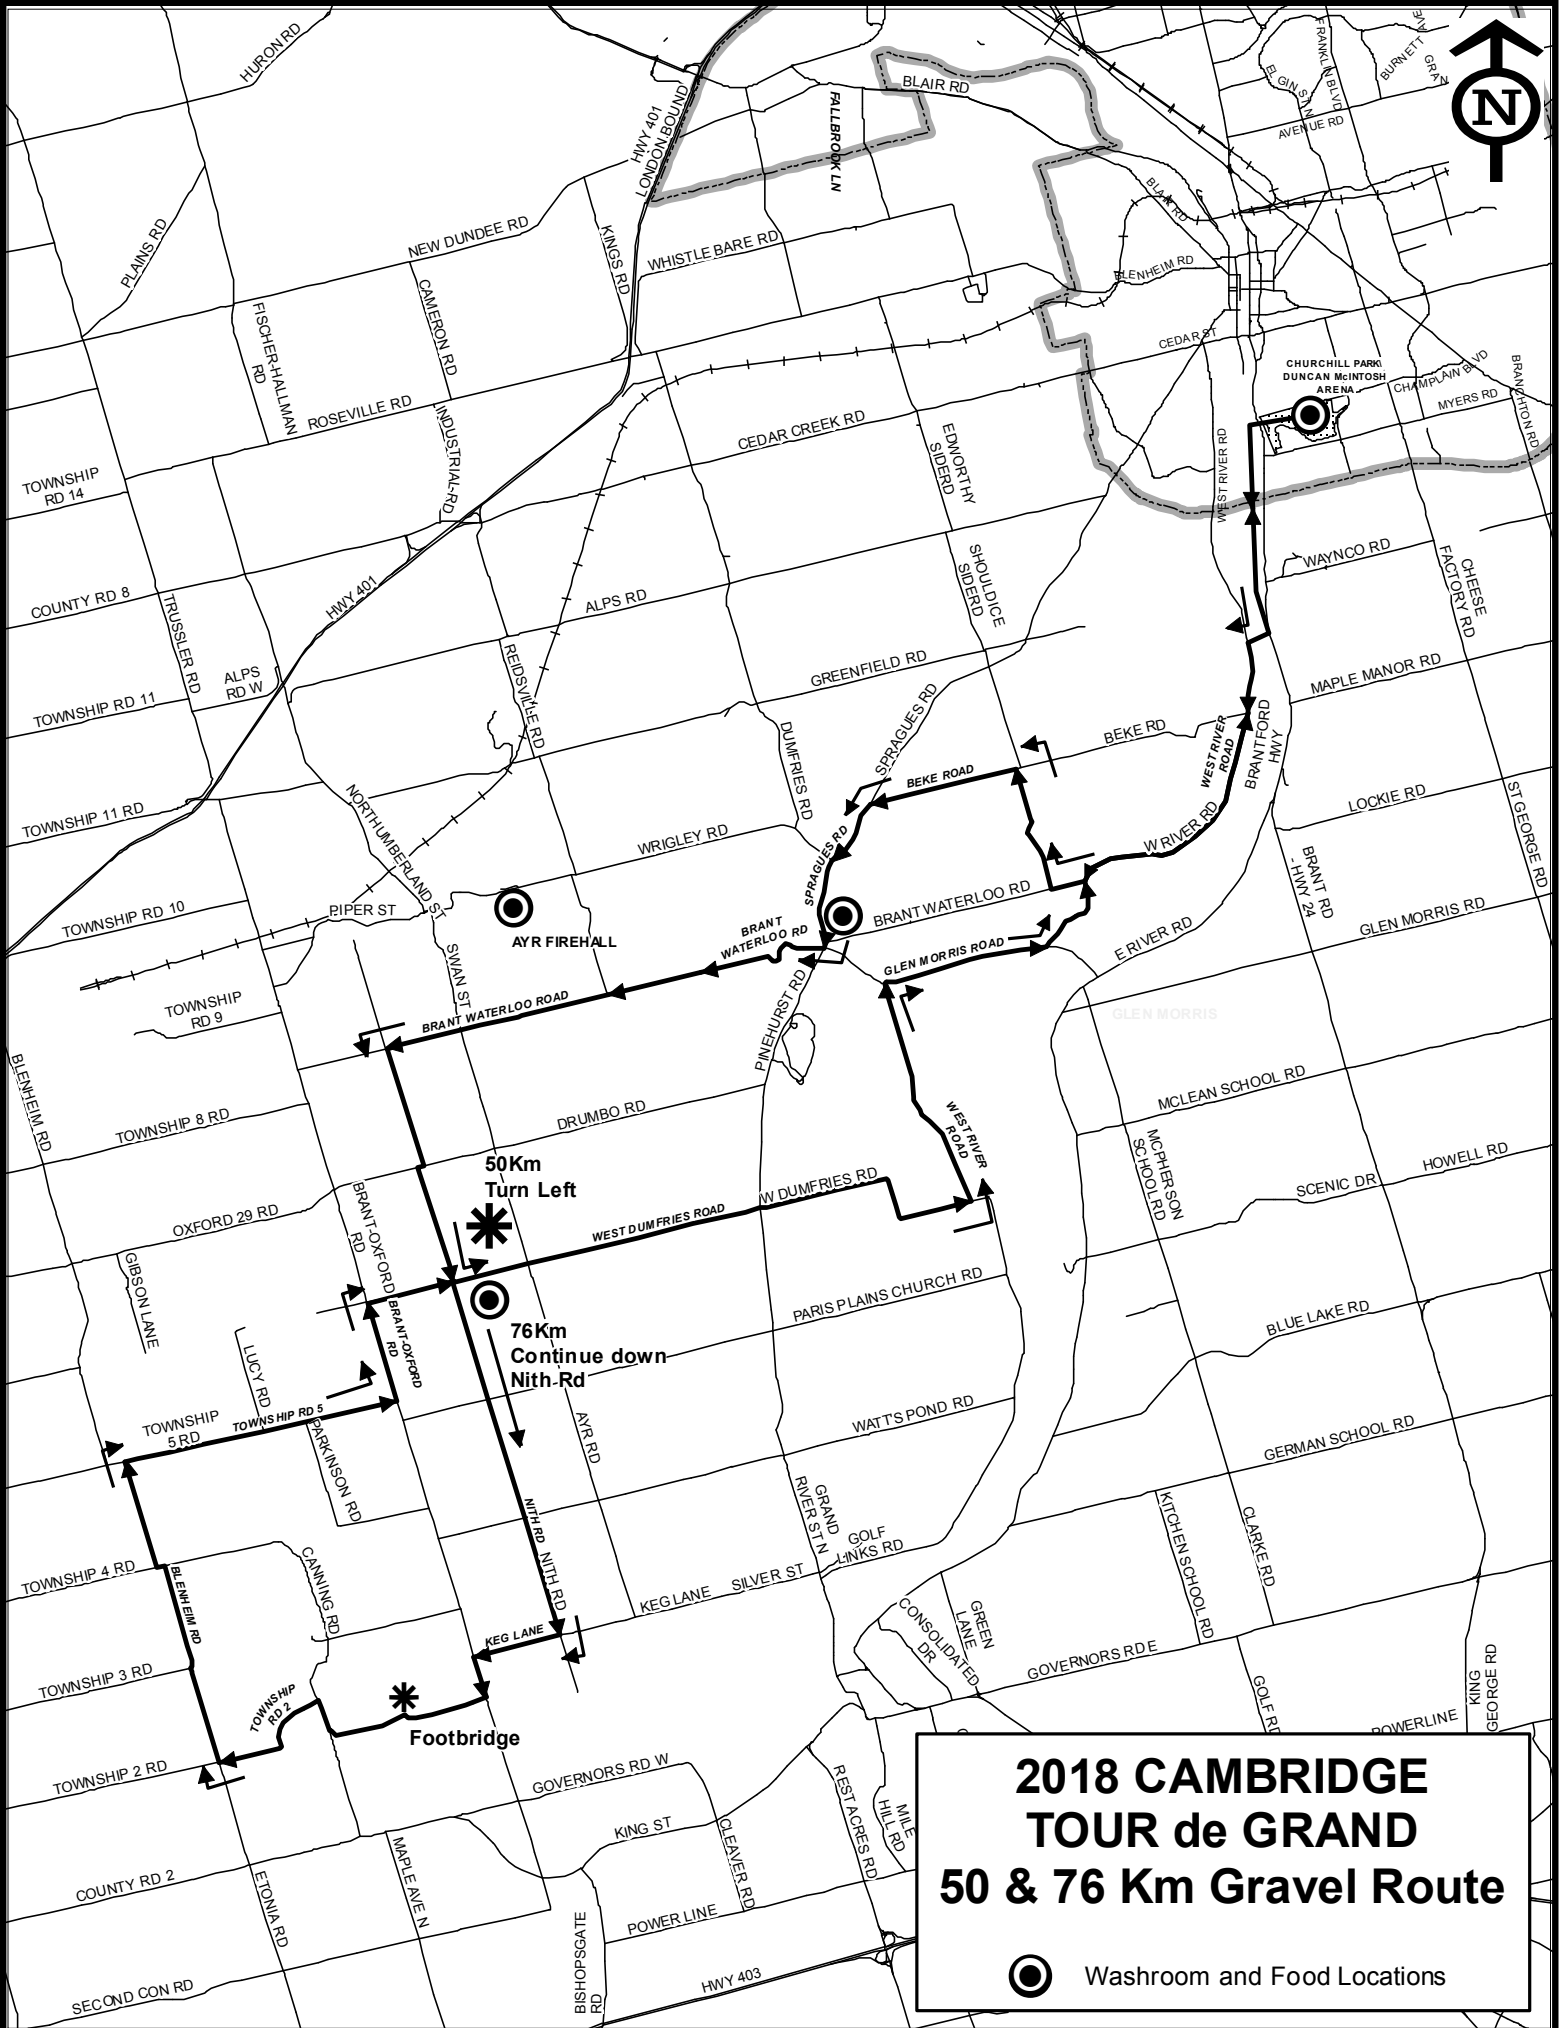 HURON RD
BLAIR RD
FALLBROOK LN
HWY 401
LONDON BOUND
FRANKLIN BLVD
BURNETT
AVE
GRAN
ELGIN ST N
AVENUE RD
N
PLAINS RD
NEW DUNDEE RD
KINGS RD
WHISTLE BARE RD
BLAIR RD
BLENHEIM RD
CAMERON RD
FISCHER-HALLMAN
RD
CEDAR ST
CHURCHILL PARK
DUNCAN McINTOSH
ARENA
CHAMPLAIN BLVD
MYERS RD
BRANCHTON RD
ROSEVILLE RD
INDUSTRIAL RD
CEDAR CREEK RD
EDWORTHY
SIDERD
WEST RIVER RD
TOWNSHIP
RD 14
SHOULDICE
SIDERD
WAYNCO RD
CHEESE
FACTORY RD
COUNTY RD 8
HWY 401
TRUSSLER RD
ALPS RD
ALPS
RD W
REIDSVILLE RD
GREENFIELD RD
MAPLE MANOR RD
TOWNSHIP RD 11
SPRAGUES RD
DUMFRIES RD
BEKE RD
WEST RIVER
ROAD
BRANTFORD
HWY
BEKE ROAD
NORTHUMBERLAND ST
LOCKIE RD
ST GEORGE RD
TOWNSHIP 11 RD
WRIGLEY RD
SPRAGUES RD
W RIVER RD
BRANT RD
- HWY 24
TOWNSHIP RD 10
PIPER ST
AYR FIREHALL
BRANT
WATERLOO RD
BRANT WATERLOO RD
GLEN MORRIS ROAD
E RIVER RD
GLEN MORRIS RD
SWAN ST
TOWNSHIP
RD 9
BRANT WATERLOO ROAD
PINEHURST RD
GLEN MORRIS
BLENHEIM RD
TOWNSHIP 8 RD
DRUMBO RD
WEST RIVER
ROAD
MCLEAN SCHOOL RD
MCPHERSON
SCHOOL RD
HOWELL RD
50Km
Turn Left
W DUMFRIES RD
SCENIC DR
OXFORD 29 RD
BRANT-OXFORD
RD
WEST DUMFRIES ROAD
GIBSON LANE
PARIS PLAINS CHURCH RD
BLUE LAKE RD
BRANT-OXFORD
RD
76Km
Continue down
Nith Rd
LUCY RD
TOWNSHIP
5 RD
TOWNSHIP RD 5
PARKINSON RD
AYR RD
WATT'S POND RD
GERMAN SCHOOL RD
GRAND
RIVER ST N
NITH RD
NITH RD
KITCHEN SCHOOL RD
CLARKE RD
GOLF
LINKS RD
TOWNSHIP 4 RD
BLENHEIM RD
CANNING RD
KEG LANE
SILVER ST
CONSOLIDATED
DR
GREEN
LANE
KEG LANE
GOVERNORS RD E
TOWNSHIP 3 RD
TOWNSHIP
RD 2
GOLF RD
KING
GEORGE RD
POWERLINE
Footbridge
TOWNSHIP 2 RD
GOVERNORS RD W
REST ACRES RD
MILE
HILL RD
KING ST
CLEAVER RD
COUNTY RD 2
ETONIA RD
MAPLE AVE N
BISHOPSGATE
RD
POWER LINE
HWY 403
SECOND CON RD
2018 CAMBRIDGE
TOUR de GRAND
50 & 76 Km Gravel Route
Washroom and Food Locations